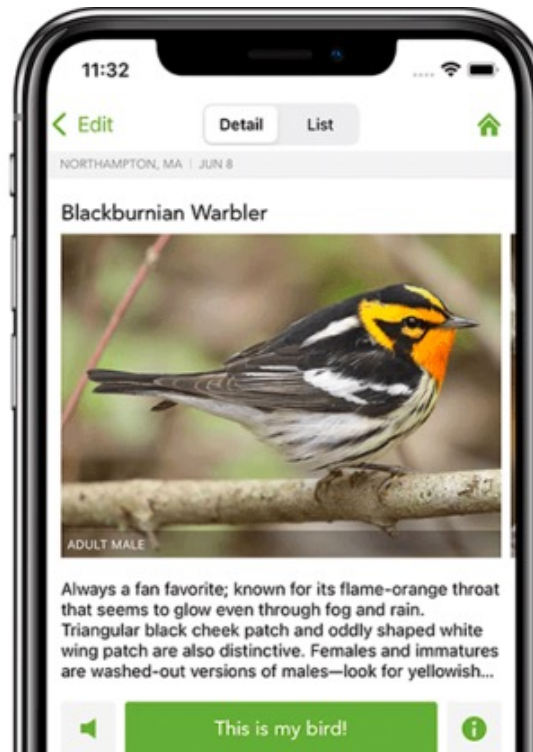 11:32
Edit
Detail
List
NORTHAMPTON, MA | JUN 8
Blackburnian Warbler
ADULT MALE
Always a fan favorite; known for its flame-orange throat
that seems to glow even through fog and rain.
Triangular black cheek patch and oddly shaped white
wing patch are also distinctive. Females and immatures
are washed-out versions of males—look for yellowish...
This is my bird!